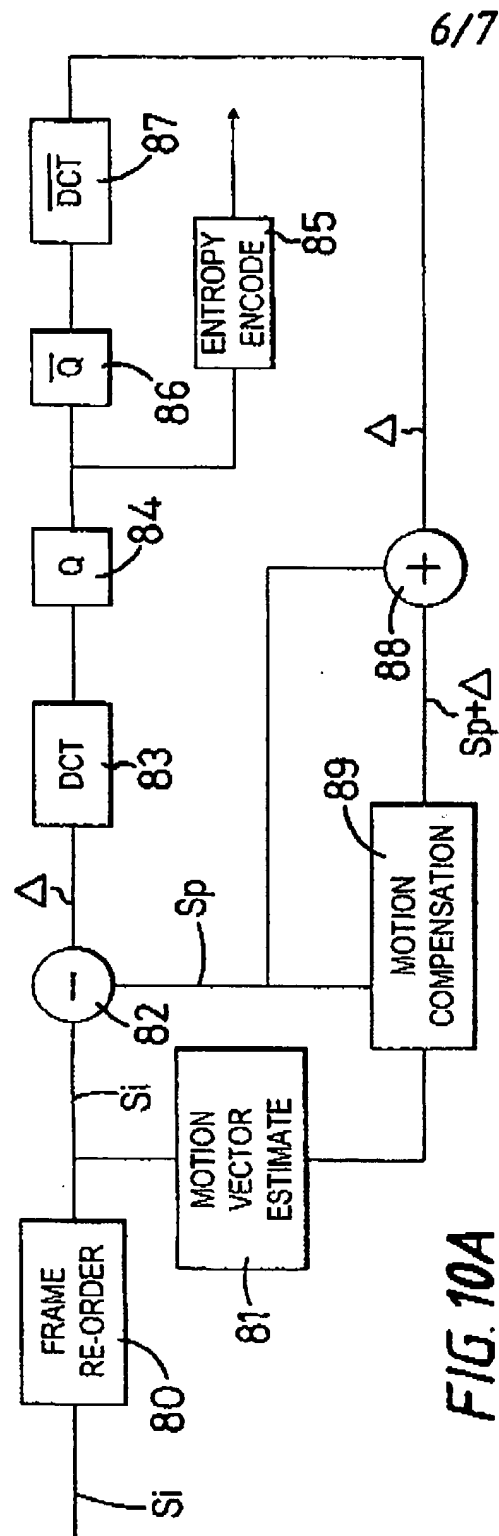 6/7
Si
FRAME
RE-ORDER
80
Si
MOTION
VECTOR
ESTIMATE
81
−
82
Δ
Sp
DCT
83
Q
84
ENTROPY
ENCODE
85
Q̅
86
D̅C̅T̅
87
Δ
+
88
Sp+Δ
MOTION
COMPENSATION
89
FIG. 10A